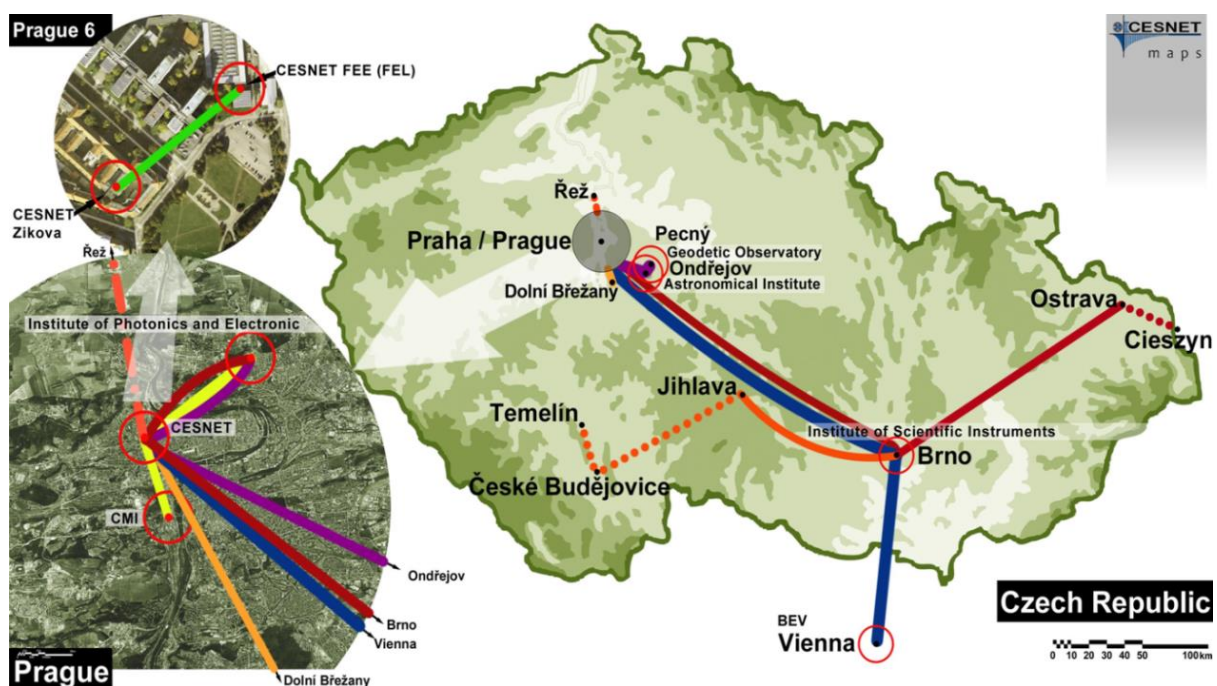 Prague 6
CESNET FEE (FEL)
CESNET
Zikova
Řež
Institute of Photonics and Electronic
CESNET
CMI
Ondřejov
Brno
Vienna
Dolní Břežany
Prague
CESNET
maps
Řež
Praha / Prague
Pecný
Geodetic Observatory
Ondřejov
Astronomical Institute
Dolní Břežany
Ostrava
Cieszyn
Jihlava
Temelín
Institute of Scientific Instruments
Brno
České Budějovice
BEV
Vienna
Czech Republic
0 10 20 30 40 50 100km